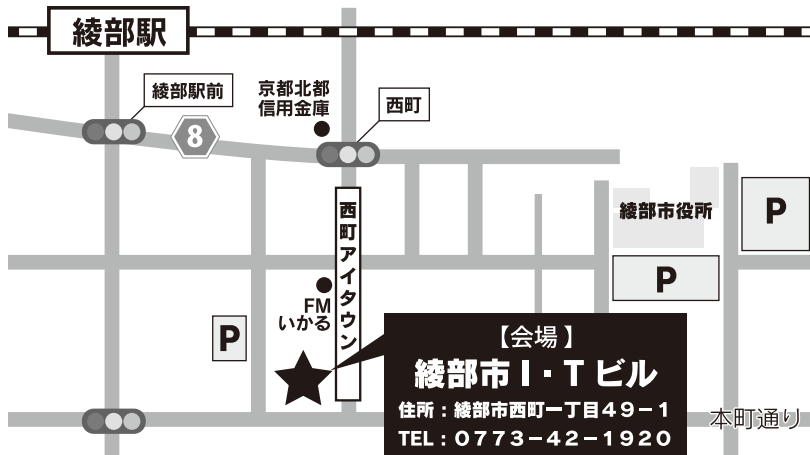 綾部駅
綾部駅前
京都北都
信用金庫
西町
8
西町アイタウン
綾部市役所
P
P
FM
いかる
P
【会場】
綾部市I・Tビル
住所：綾部市西町一丁目49－1
TEL：0773－42－1920
本町通り